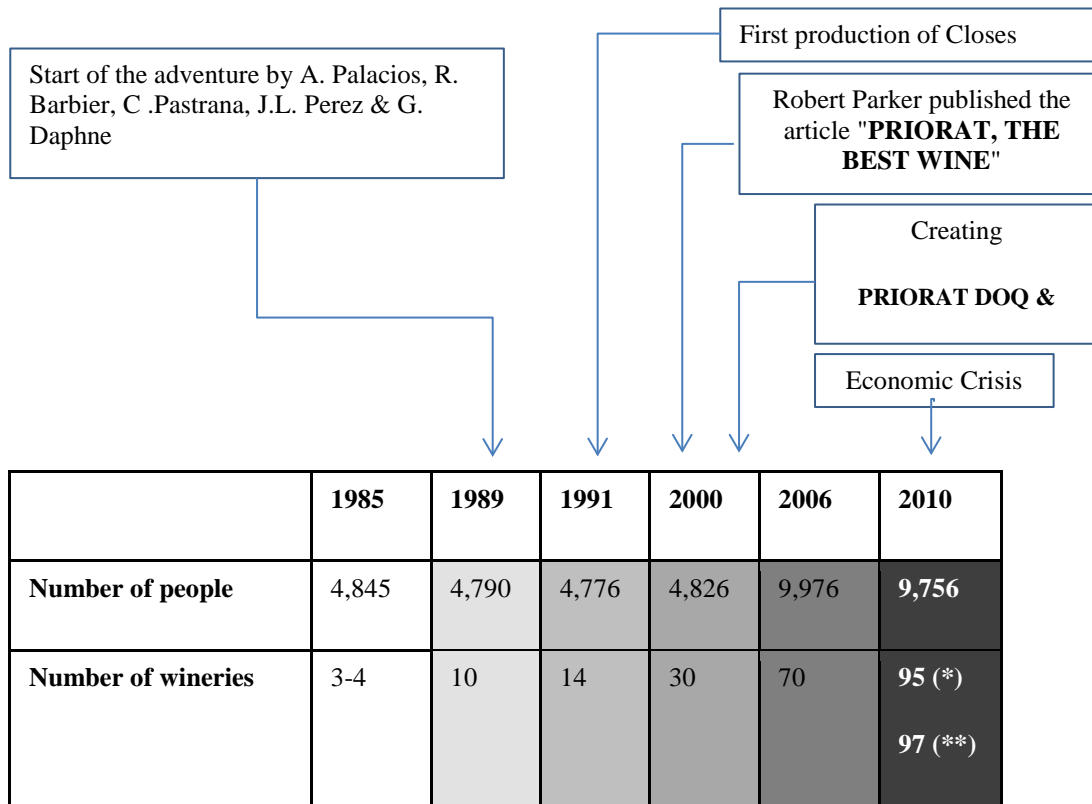 First production of Closes
Start of the adventure by A. Palacios, R.
Barbier, C .Pastrana, J.L. Perez & G.
Daphne
Robert Parker published the
article "PRIORAT, THE
BEST WINE"
Creating
PRIORAT DOQ &
Economic Crisis
1985 1989 1991 2000 2006 2010
Number of people 4,845 4,790 4,776 4,826 9,976 9,756
Number of wineries 3-4 10 14 30 70 95 (*)
97 (**)